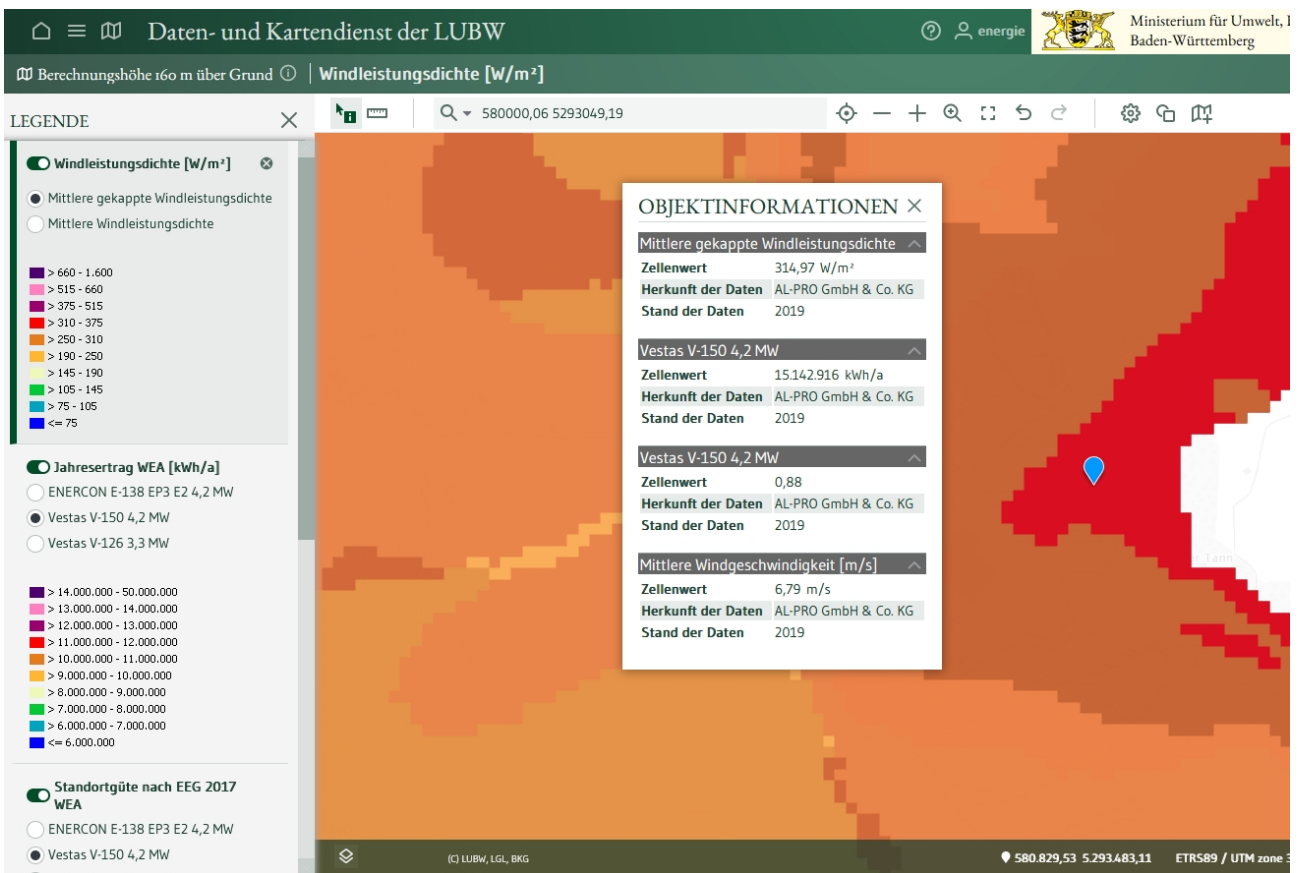 Daten- und Kartendienst der LUBW
energie
Ministerium für Umwelt,
Baden-Württemberg
Berechnungshöhe 160 m über Grund
Windleistungsdichte [W/m²]
LEGENDE
580000,06 5293049,19
Windleistungsdichte [W/m²]
Mittlere gekappte Windleistungsdichte
Mittlere Windleistungsdichte
> 660 - 1.600
> 515 - 660
> 375 - 515
> 310 - 375
> 250 - 310
> 190 - 250
> 145 - 190
> 105 - 145
> 75 - 105
<= 75
Jahresertrag WEA [kWh/a]
ENERCON E-138 EP3 E2 4,2 MW
Vestas V-150 4,2 MW
Vestas V-126 3,3 MW
> 14.000.000 - 50.000.000
> 13.000.000 - 14.000.000
> 12.000.000 - 13.000.000
> 11.000.000 - 12.000.000
> 10.000.000 - 11.000.000
> 9.000.000 - 10.000.000
> 8.000.000 - 9.000.000
> 7.000.000 - 8.000.000
> 6.000.000 - 7.000.000
<= 6.000.000
Standortgüte nach EEG 2017
WEA
ENERCON E-138 EP3 E2 4,2 MW
Vestas V-150 4,2 MW
OBJEKTINFORMATIONEN
Mittlere gekappte Windleistungsdichte
Zellenwert 314,97 W/m²
Herkunft der Daten AL-PRO GmbH & Co. KG
Stand der Daten 2019
Vestas V-150 4,2 MW
Zellenwert 15.142.916 kWh/a
Herkunft der Daten AL-PRO GmbH & Co. KG
Stand der Daten 2019
Vestas V-150 4,2 MW
Zellenwert 0,88
Herkunft der Daten AL-PRO GmbH & Co. KG
Stand der Daten 2019
Mittlere Windgeschwindigkeit [m/s]
Zellenwert 6,79 m/s
Herkunft der Daten AL-PRO GmbH & Co. KG
Stand der Daten 2019
Tann
(C) LUBW, LGL, BKG
580.829,53 5.293.483,11 ETRS89 / UTM zone